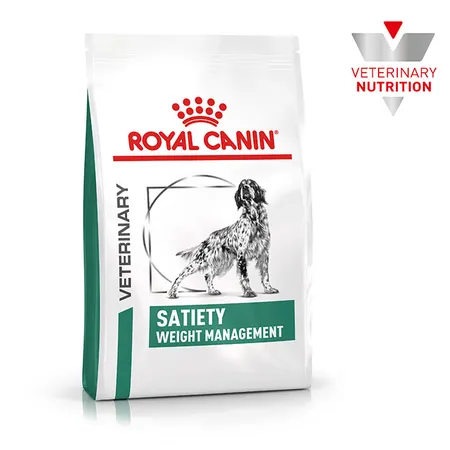 VETERINARY
NUTRITION
ROYAL CANIN
VETERINARY
SATIETY
WEIGHT MANAGEMENT